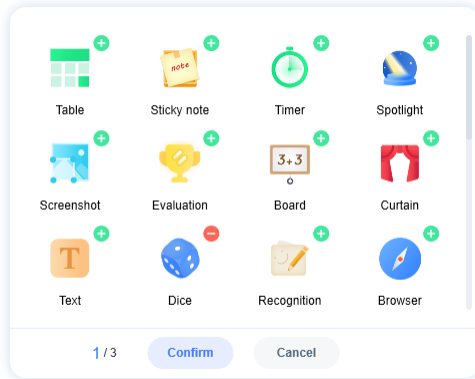 Table
note
Sticky note
Timer
Spotlight
Screenshot
Evaluation
3+3
Board
Curtain
T
Text
Dice
Recognition
Browser
1 / 3
Confirm
Cancel